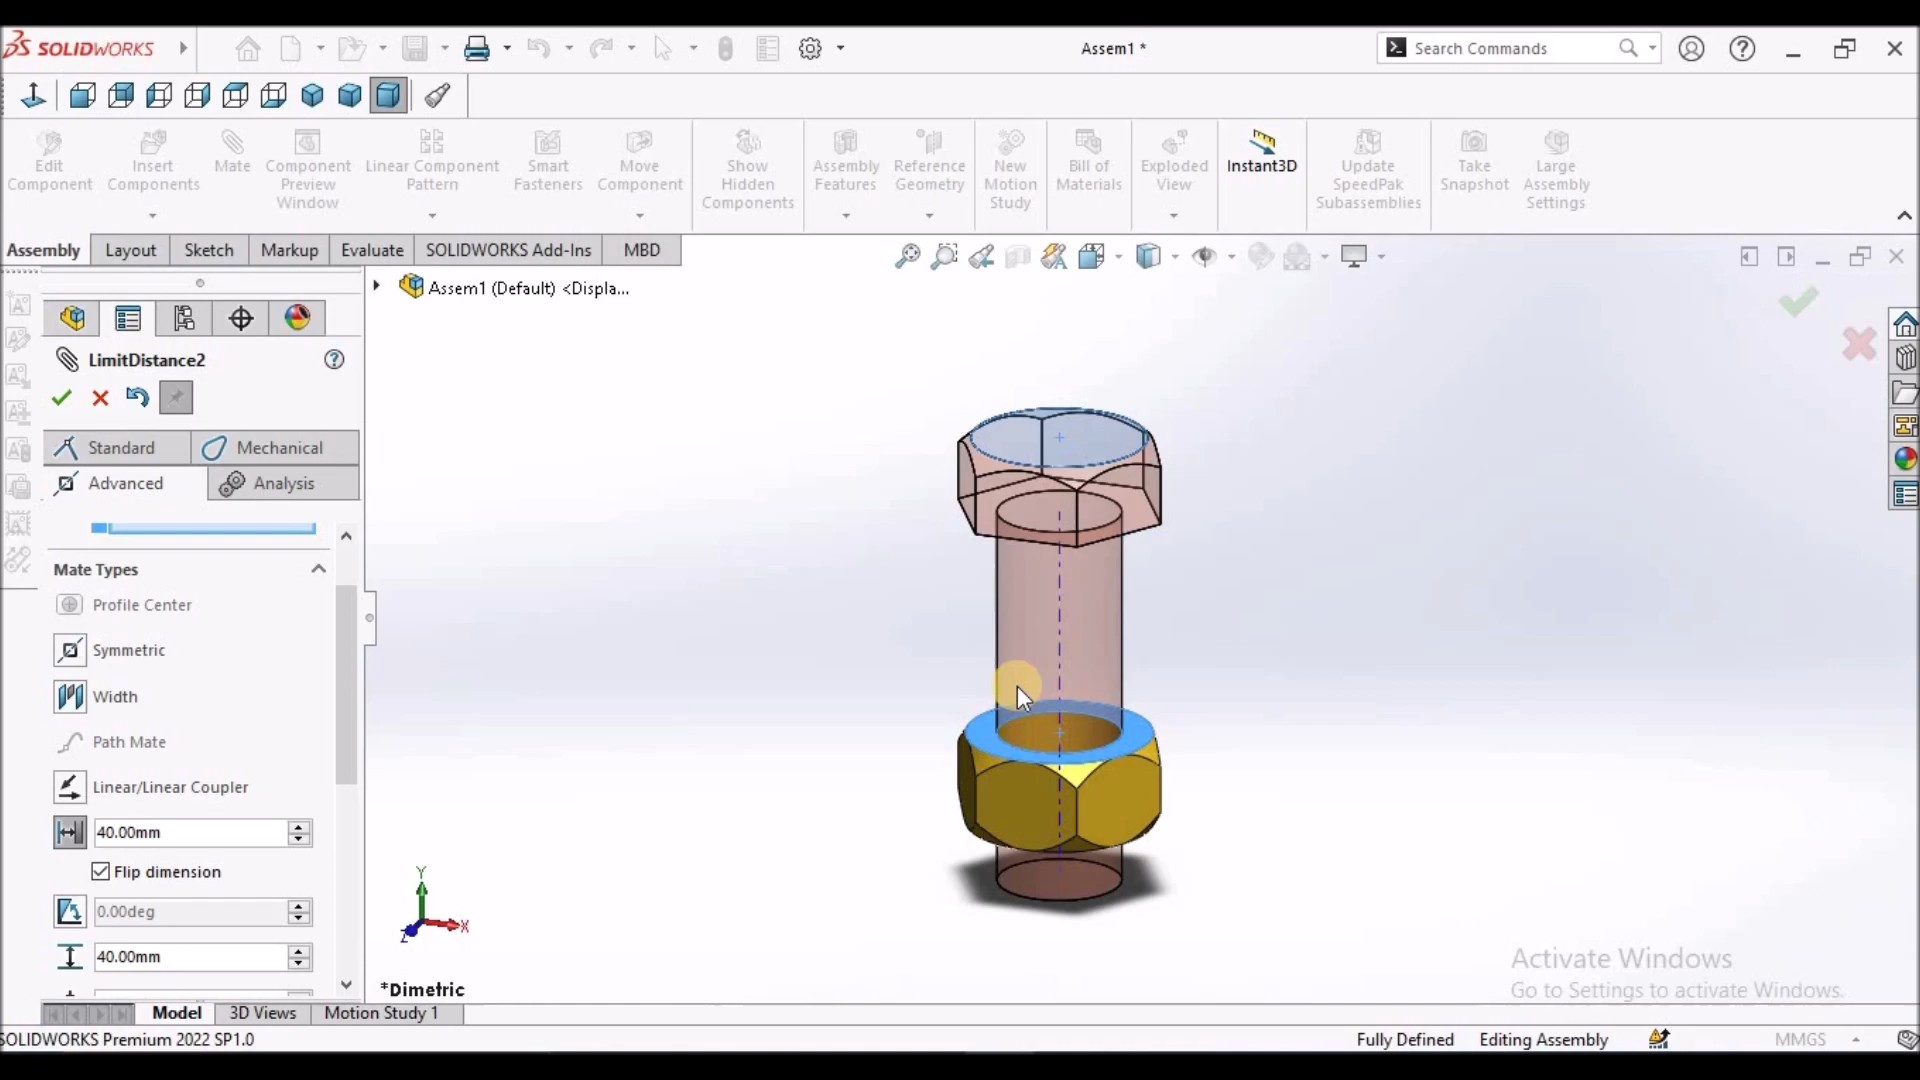 SOLIDWORKS
Assem1 *
Search Commands
Edit
Component
Insert
Components
Mate
Component
Preview
Window
Linear Component
Pattern
Smart
Fasteners
Move
Component
Show
Hidden
Components
Assembly
Features
Reference
Geometry
New
Motion
Study
Bill of
Materials
Exploded
View
Instant3D
Update
SpeedPak
Subassemblies
Take
Snapshot
Large
Assembly
Settings
Assembly
Layout
Sketch
Markup
Evaluate
SOLIDWORKS Add-Ins
MBD
Assem1 (Default) <Displa...
LimitDistance2
Standard
Mechanical
Advanced
Analysis
Mate Types
Profile Center
Symmetric
Width
Path Mate
Linear/Linear Coupler
40.00mm
Flip dimension
0.00deg
40.00mm
Y
X
Z
*Dimetric
Activate Windows
Go to Settings to activate Windows.
Model
3D Views
Motion Study 1
SOLIDWORKS Premium 2022 SP1.0
Fully Defined
Editing Assembly
MMGS